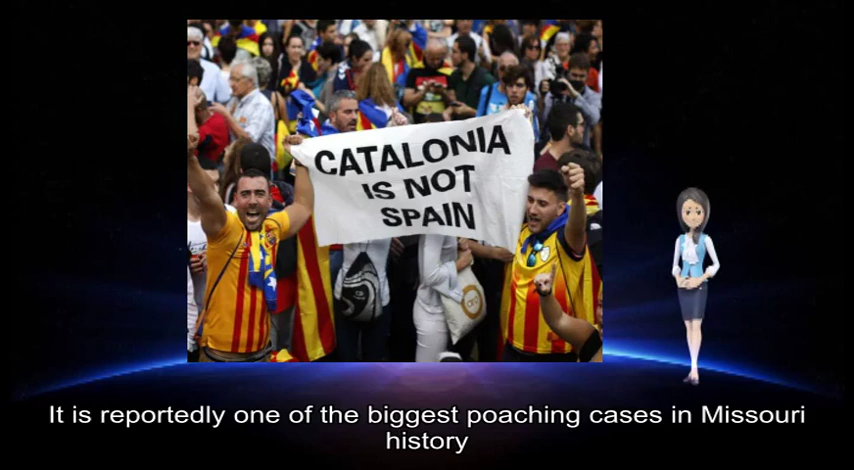 CATALONIA
IS NOT
SPAIN
It is reportedly one of the biggest poaching cases in Missouri
history